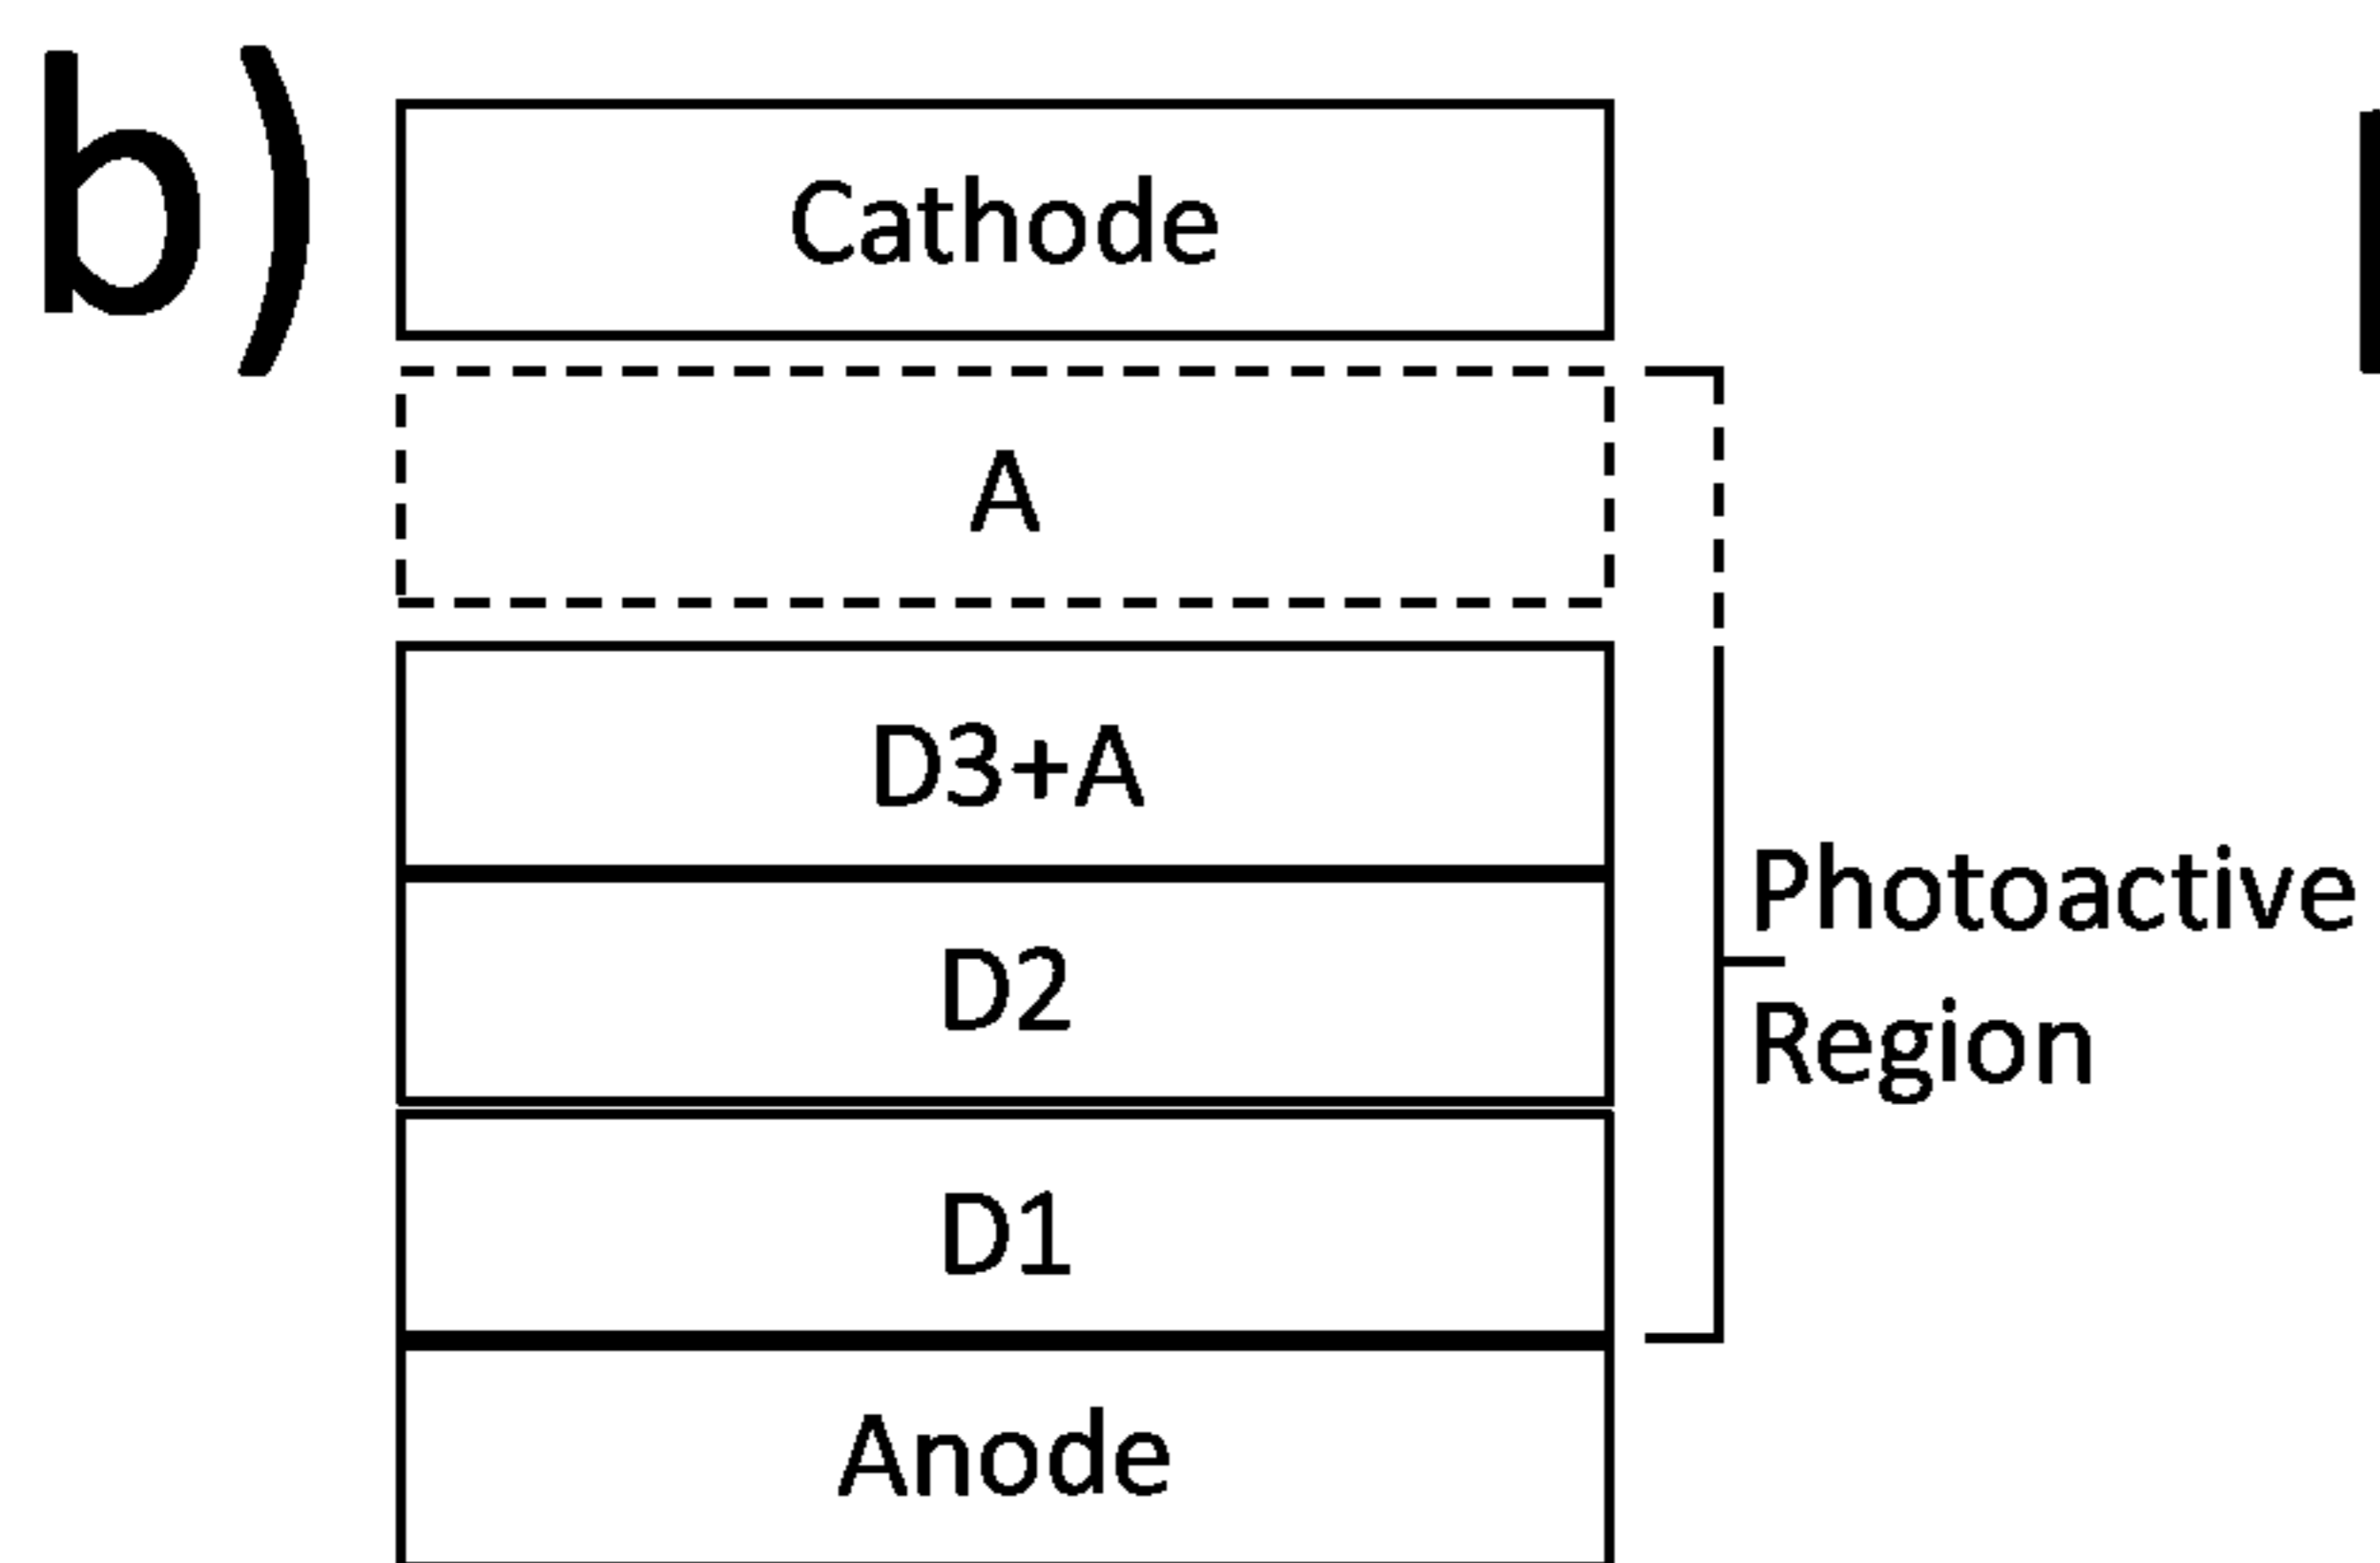 b)
Cathode
A
D3+A
D2
D1
Anode
Photoactive
Region